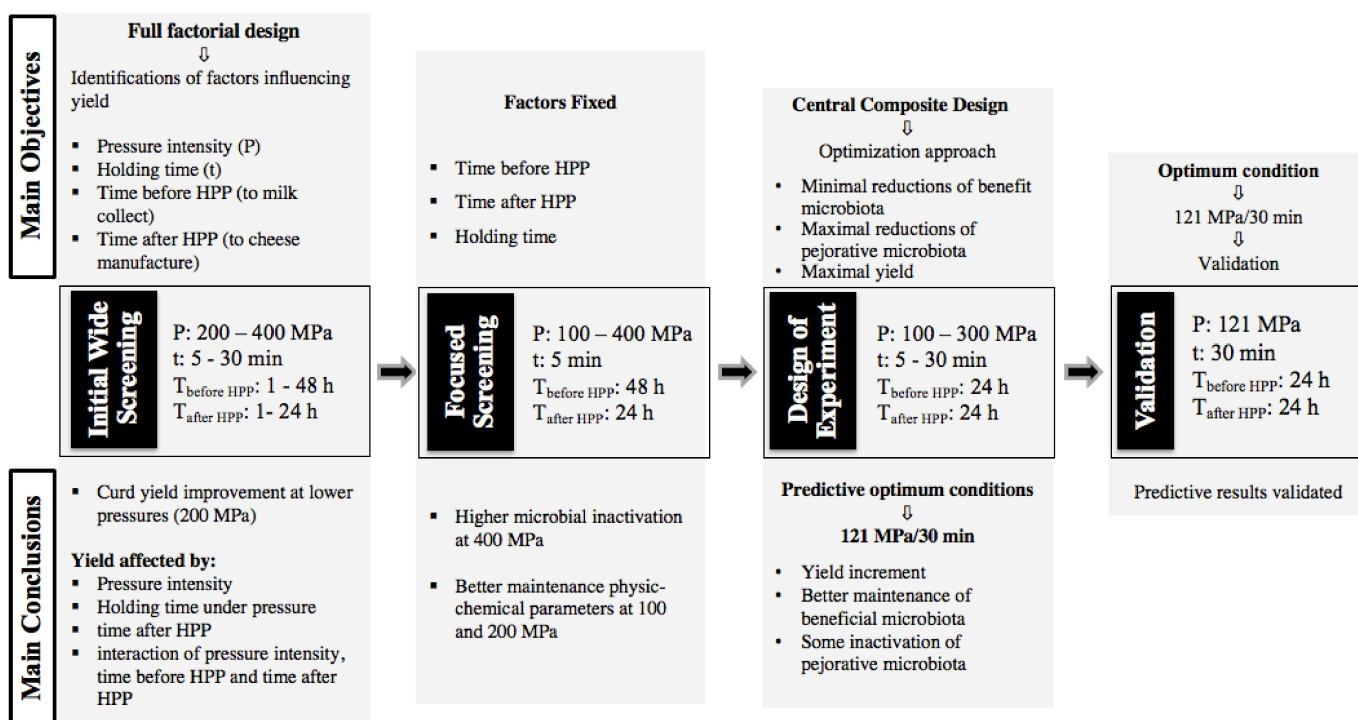 Main Objectives
Full factorial design
⇩
Identifications of factors influencing
yield
▪ Pressure intensity (P)
▪ Holding time (t)
▪ Time before HPP (to milk
collect)
▪ Time after HPP (to cheese
manufacture)
Factors Fixed
▪ Time before HPP
▪ Time after HPP
▪ Holding time
Central Composite Design
⇩
Optimization approach
• Minimal reductions of benefit
microbiota
• Maximal reductions of
pejorative microbiota
• Maximal yield
Optimum condition
⇩
121 MPa/30 min
⇩
Validation
Initial Wide
Screening
P: 200 – 400 MPa
t: 5 - 30 min
T before HPP: 1 - 48 h
T after HPP: 1- 24 h
Focused
Screening
P: 100 – 400 MPa
t: 5 min
T before HPP: 48 h
T after HPP: 24 h
Design of
Experiment
P: 100 - 300 MPa
t: 5 - 30 min
T before HPP: 24 h
T after HPP: 24 h
Validation
P: 121 MPa
t: 30 min
T before HPP: 24 h
T after HPP: 24 h
Main Conclusions
▪ Curd yield improvement at lower
pressures (200 MPa)
Yield affected by:
▪ Pressure intensity
▪ Holding time under pressure
▪ time after HPP
▪ interaction of pressure intensity,
time before HPP and time after
HPP
▪ Higher microbial inactivation
at 400 MPa
▪ Better maintenance physic-
chemical parameters at 100
and 200 MPa
Predictive optimum conditions
⇩
121 MPa/30 min
• Yield increment
• Better maintenance of
beneficial microbiota
• Some inactivation of
pejorative microbiota
Predictive results validated